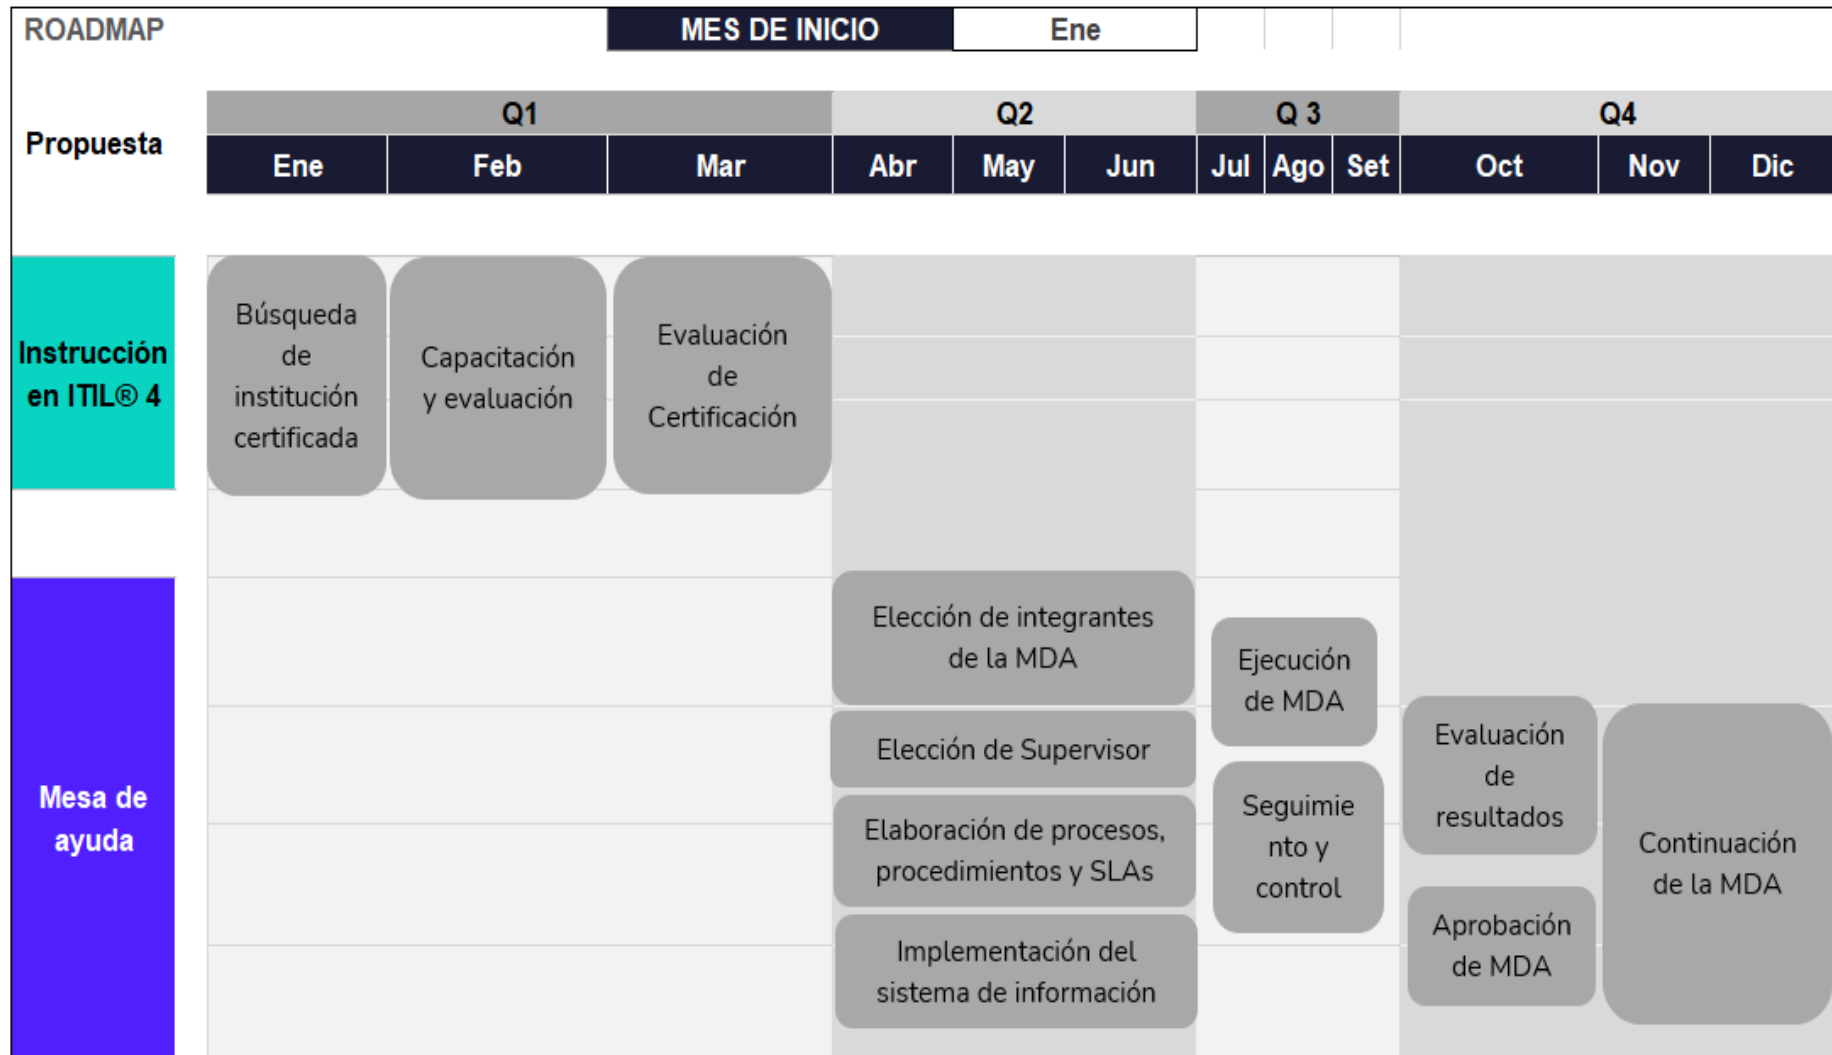 ROADMAP
MES DE INICIO
Ene
Propuesta
Q1
Q2
Q 3
Q4
Ene
Feb
Mar
Abr
May
Jun
Jul
Ago
Set
Oct
Nov
Dic
Instrucción
en ITIL® 4
Búsqueda
de
institución
certificada
Capacitación
y evaluación
Evaluación
de
Certificación
Mesa de
ayuda
Elección de integrantes
de la MDA
Elección de Supervisor
Elaboración de procesos,
procedimientos y SLAs
Implementación del
sistema de información
Ejecución
de MDA
Seguimie
nto y
control
Evaluación
de
resultados
Aprobación
de MDA
Continuación
de la MDA